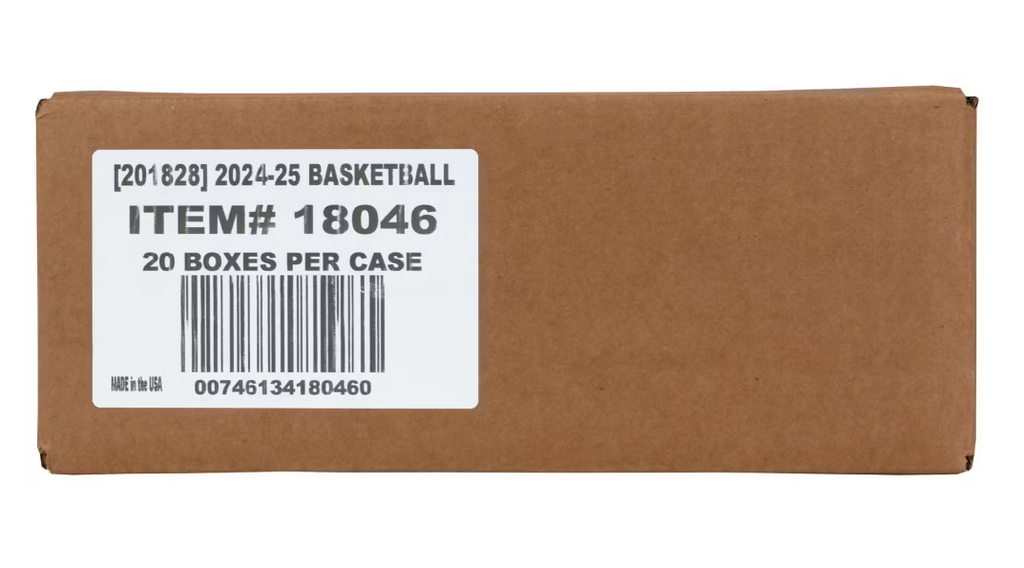 [201828] 2024-25 BASKETBALL
ITEM# 18046
20 BOXES PER CASE
MADE in the USA
00746134180460